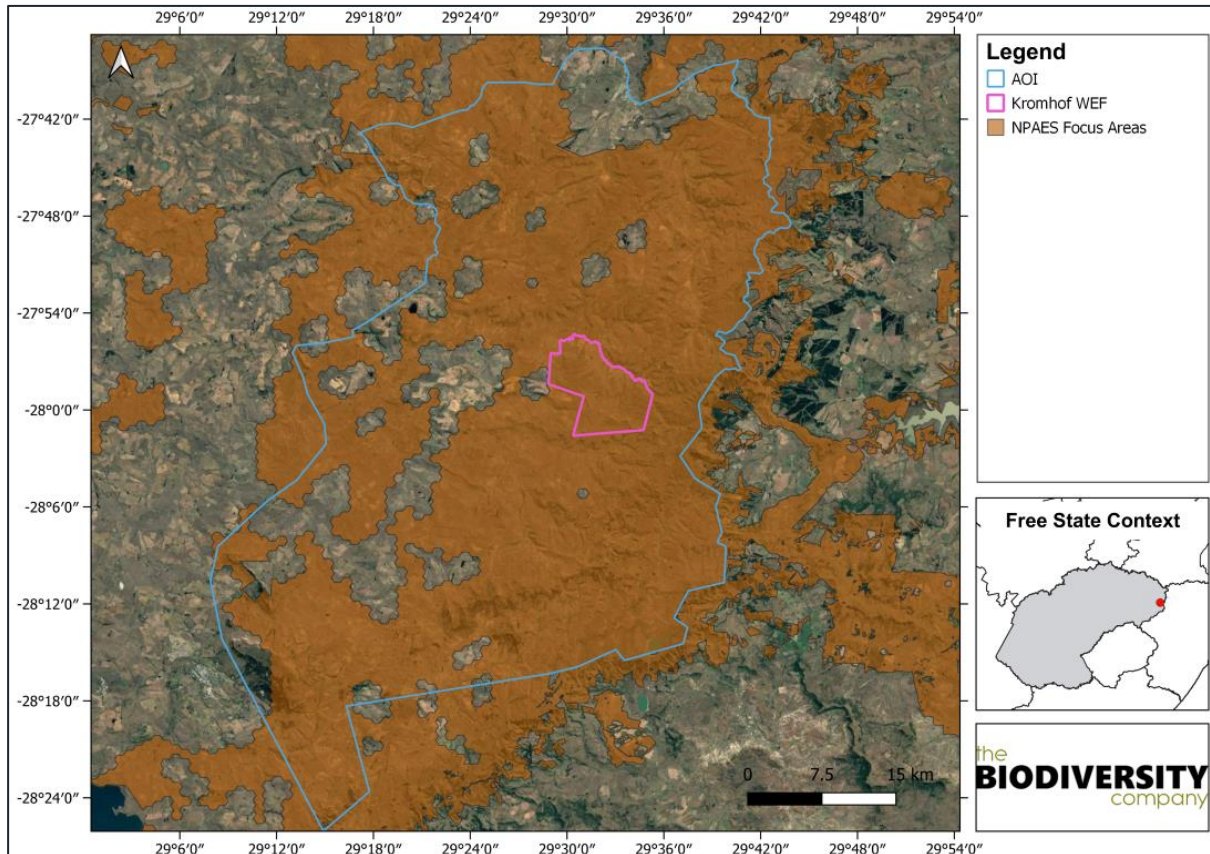 29°6′0″ 29°12′0″ 29°18′0″ 29°24′0″ 29°30′0″ 29°36′0″ 29°42′0″ 29°48′0″ 29°54′0″
Legend
AOI
Kromhof WEF
NPAES Focus Areas
-27°42′0″
-27°48′0″
-27°54′0″
-28°0′0″
-28°6′0″
-28°12′0″
-28°18′0″
-28°24′0″
0 7.5 15 km
29°6′0″ 29°12′0″ 29°18′0″ 29°24′0″ 29°30′0″ 29°36′0″ 29°42′0″ 29°48′0″ 29°54′0″
Free State Context
the
BIODIVERSITY
company